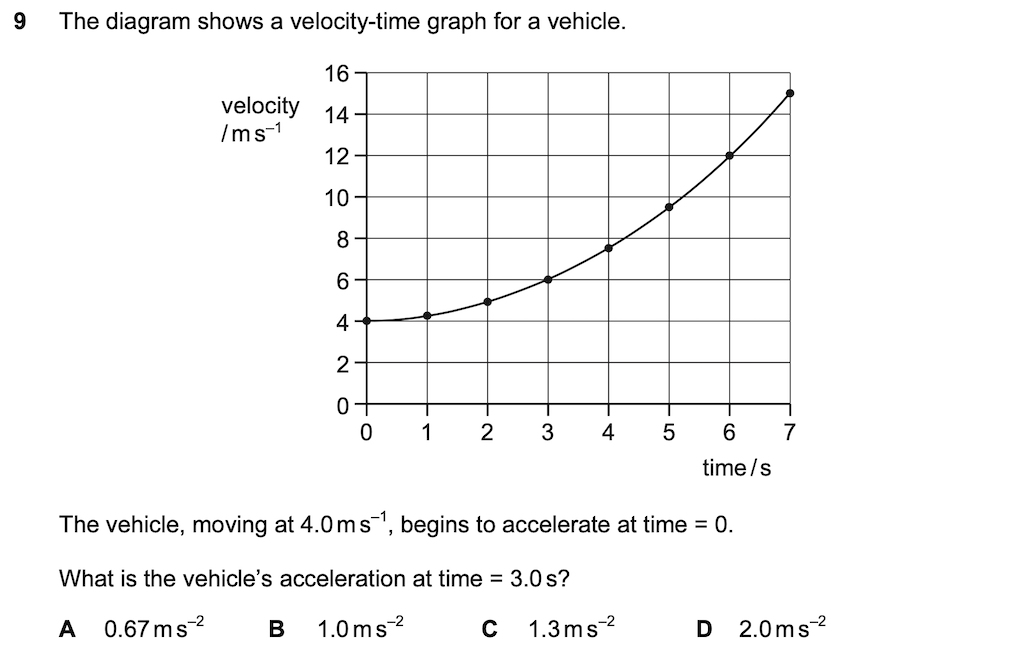 9 The diagram shows a velocity-time graph for a vehicle.
16
velocity 14
/ m s⁻¹
12
10
8
6
4
2
0
0 1 2 3 4 5 6 7
time / s
The vehicle, moving at 4.0 m s⁻¹, begins to accelerate at time = 0.
What is the vehicle’s acceleration at time = 3.0 s?
A 0.67 m s⁻² B 1.0 m s⁻² C 1.3 m s⁻² D 2.0 m s⁻²